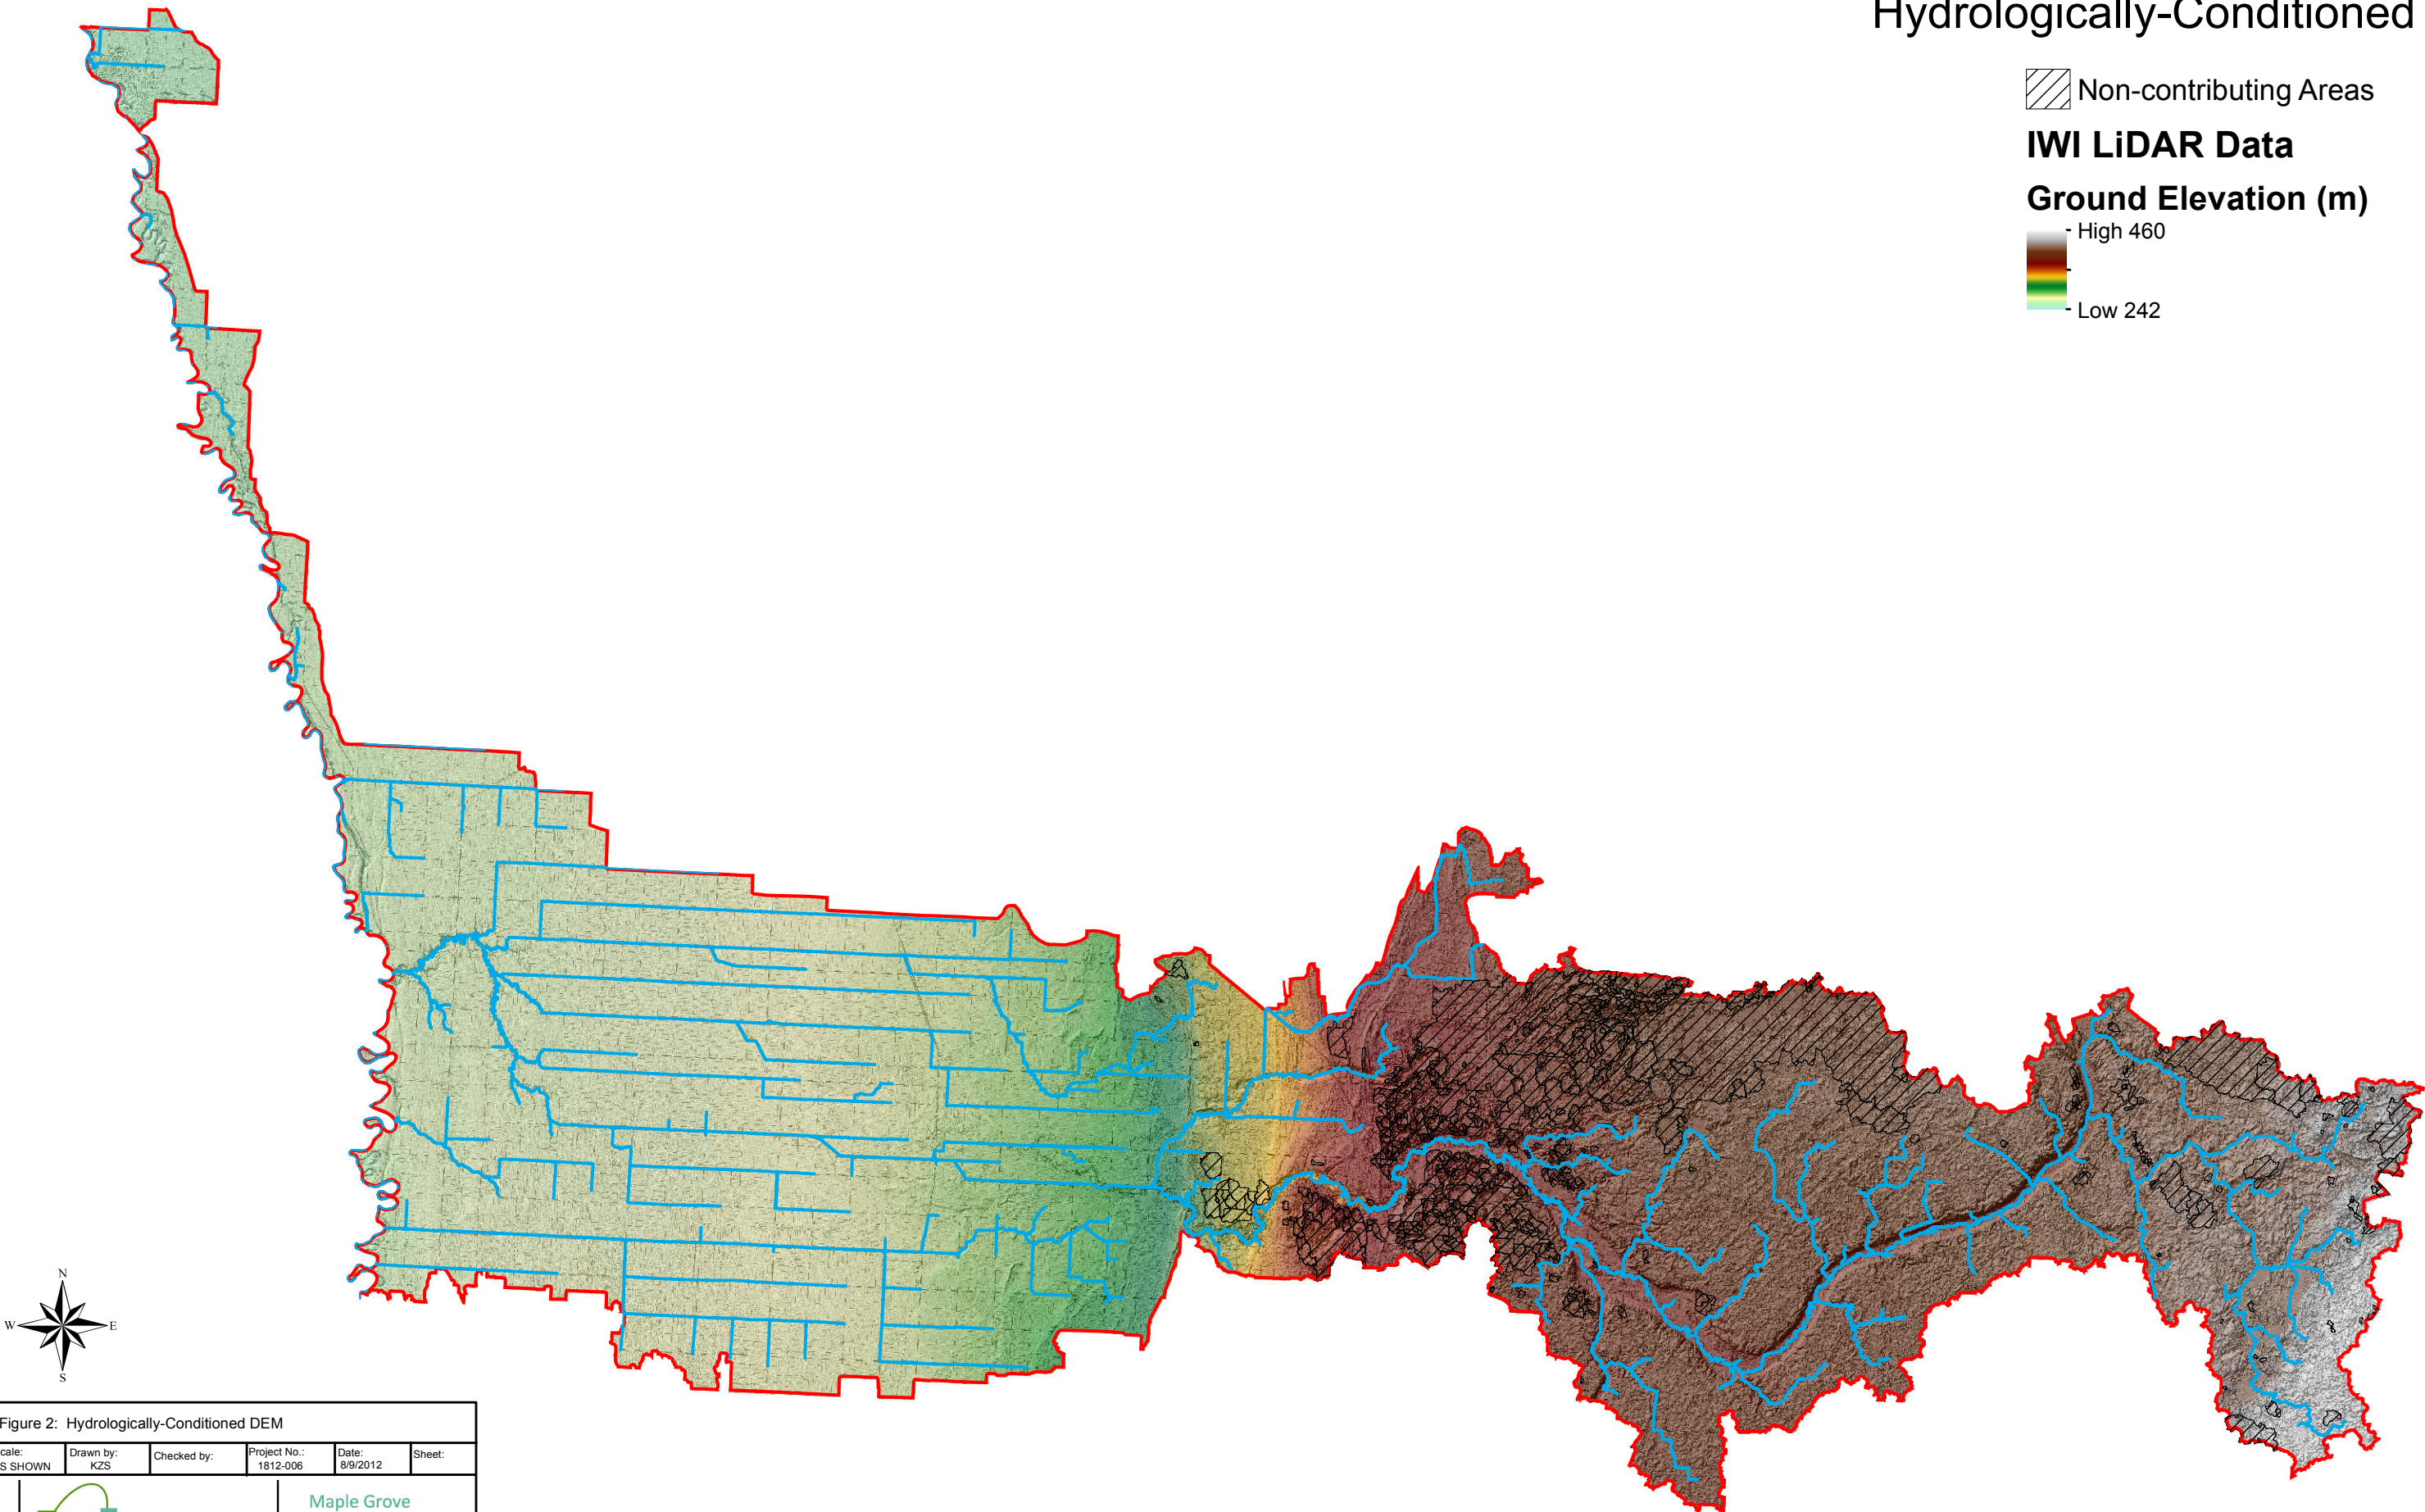 Hydrologically-Conditioned
Non-contributing Areas
IWI LiDAR Data
Ground Elevation (m)
High 460
Low 242
N
W E
S
Figure 2: Hydrologically-Conditioned DEM
cale:
S SHOWN
Drawn by:
KZS
Checked by:
Project No.:
1812-006
Date:
8/9/2012
Sheet:
Maple Grove